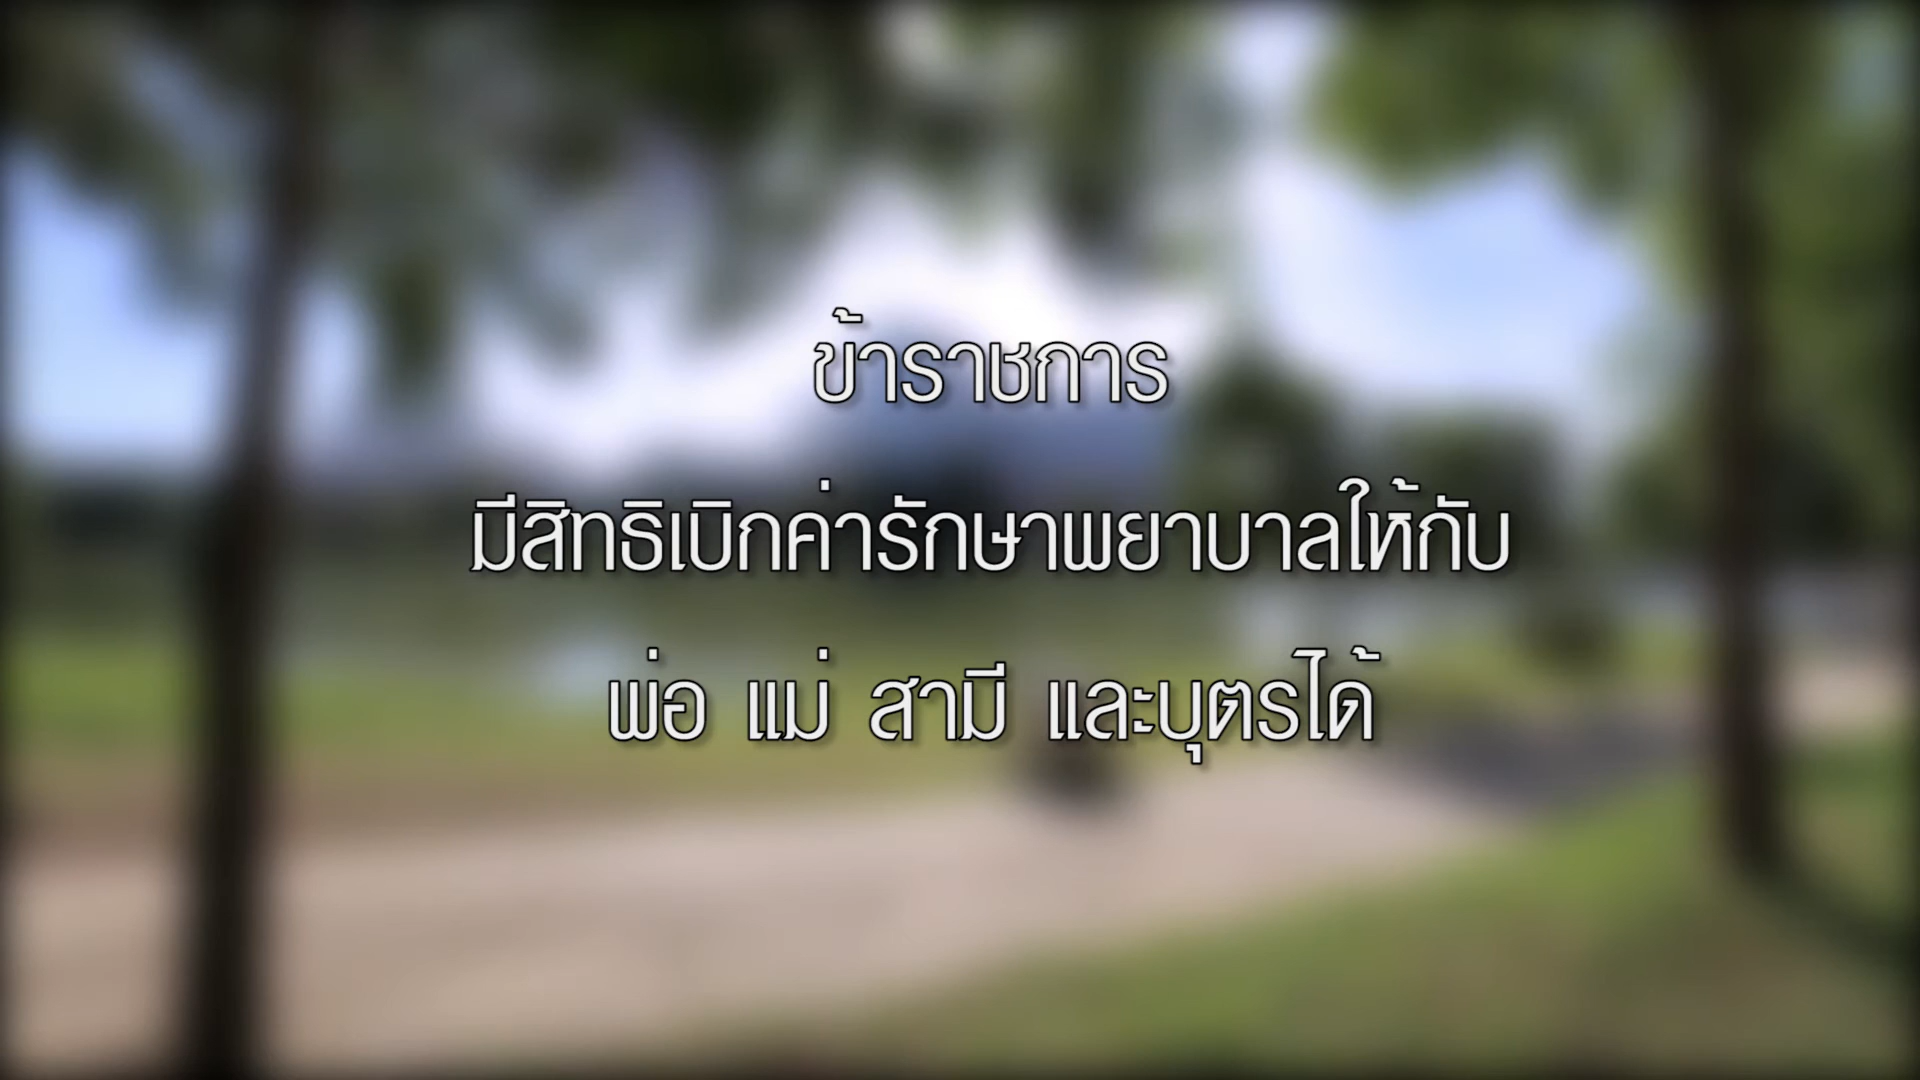 ข้าราชการ
มีสิทธิเบิกค่ารักษาพยาบาลให้กับ
พ่อ แม่ สามี และบุตรได้